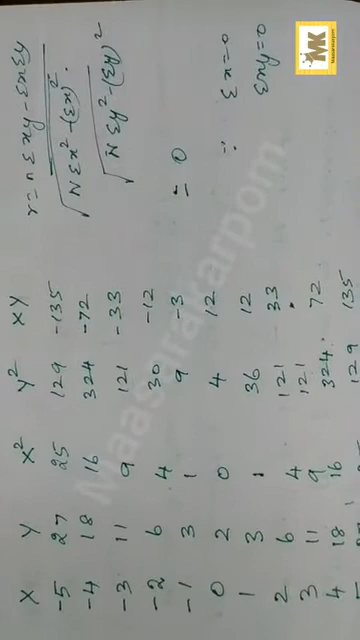 X Y X² Y² XY
-5 27 25 129 -135
-4 18 16 324 -72
-3 11 9 121 -33
-2 6 4 30 -12
-1 3 1 9 -3
0 2 0 4 12
1 3 1 36 12
2 6 4 121 33
3 11 9 121
4 18 16 324 72
129 135
r = n Σxy - ΣxΣy
√NΣx² - (Σx)²
√NΣy² - (Σy)²
= 0
∵ Σx=0
Σxy=0
MK
Maasarakarpom